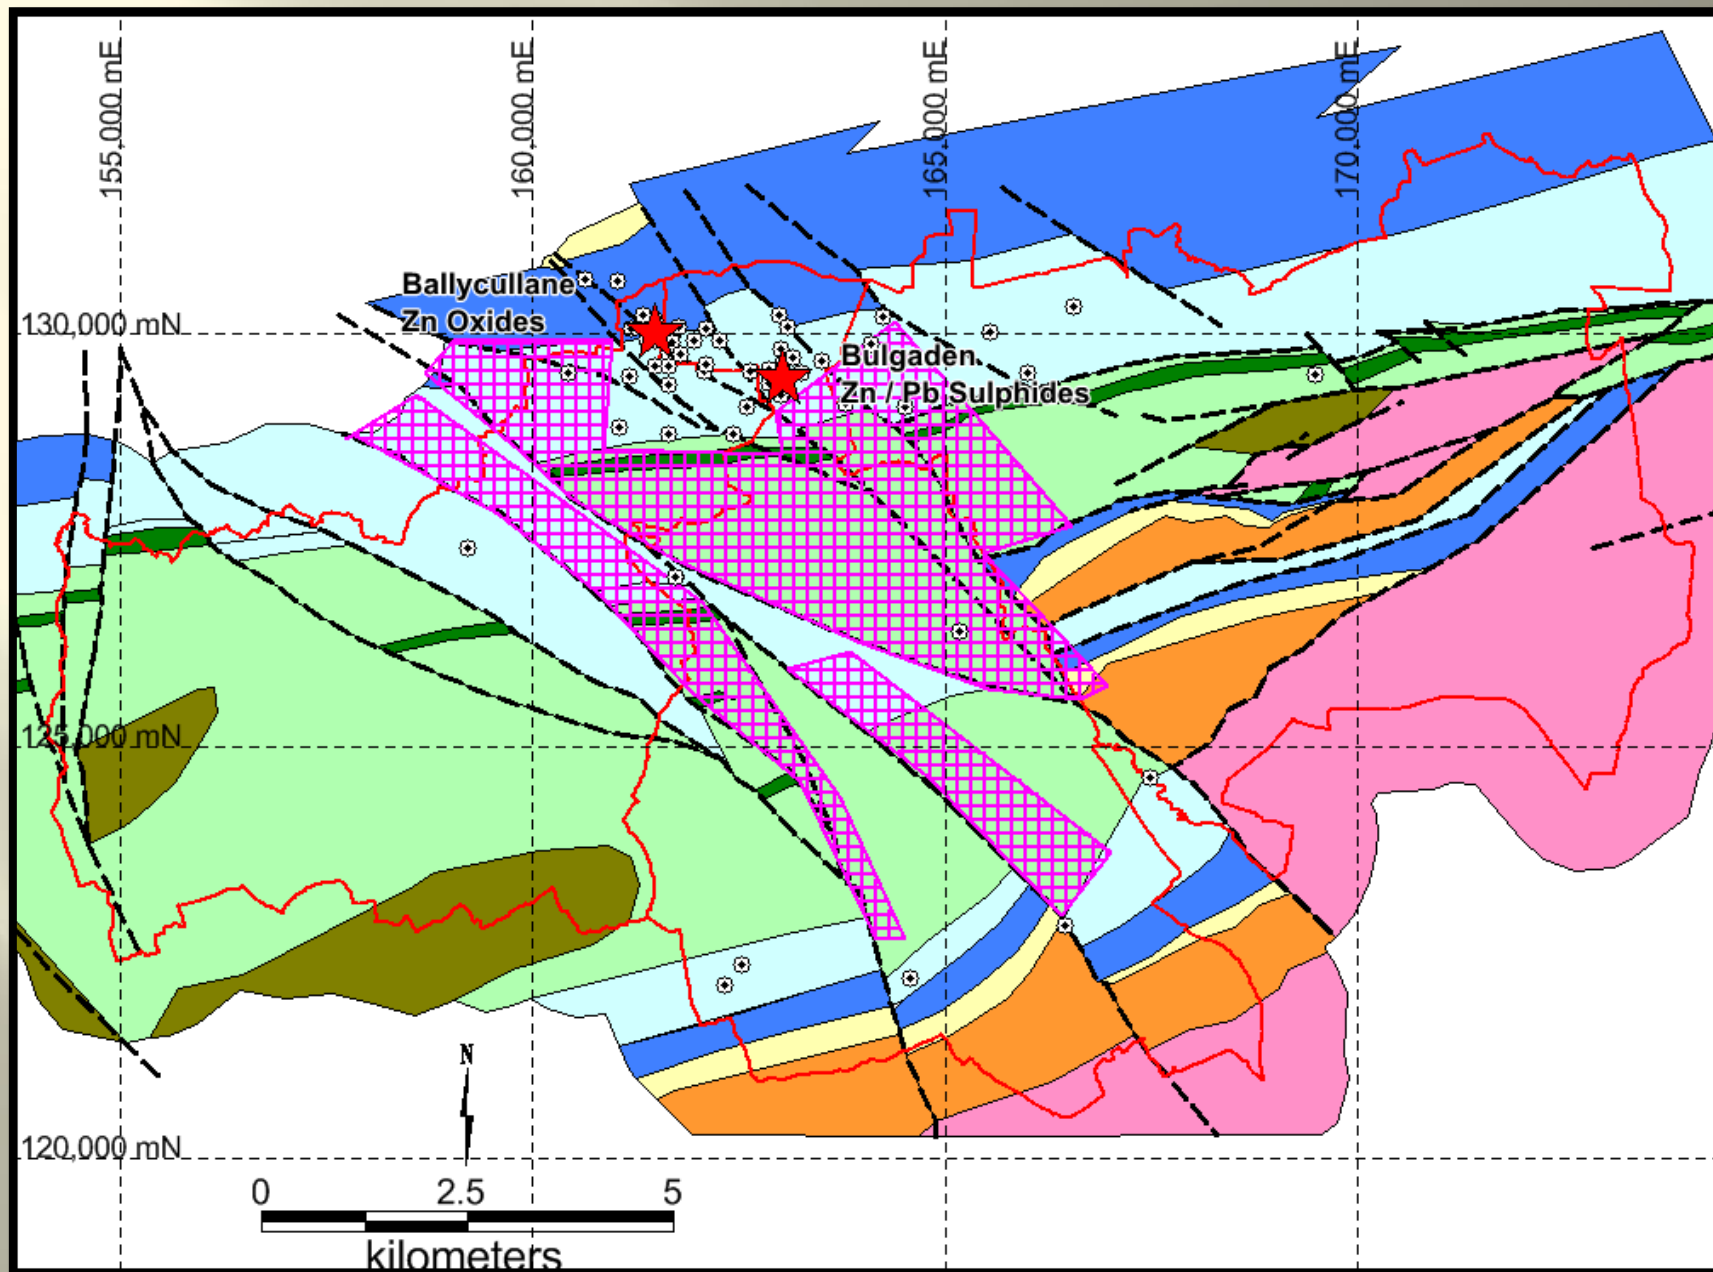 155,000 mE
160,000 mE
165,000 mE
170,000 mE
Ballycullane
Zn Oxides
130,000 mN
Bulgaden
Zn / Pb Sulphides
125,000 mN
N
120,000 mN
0 2.5 5
kilometers